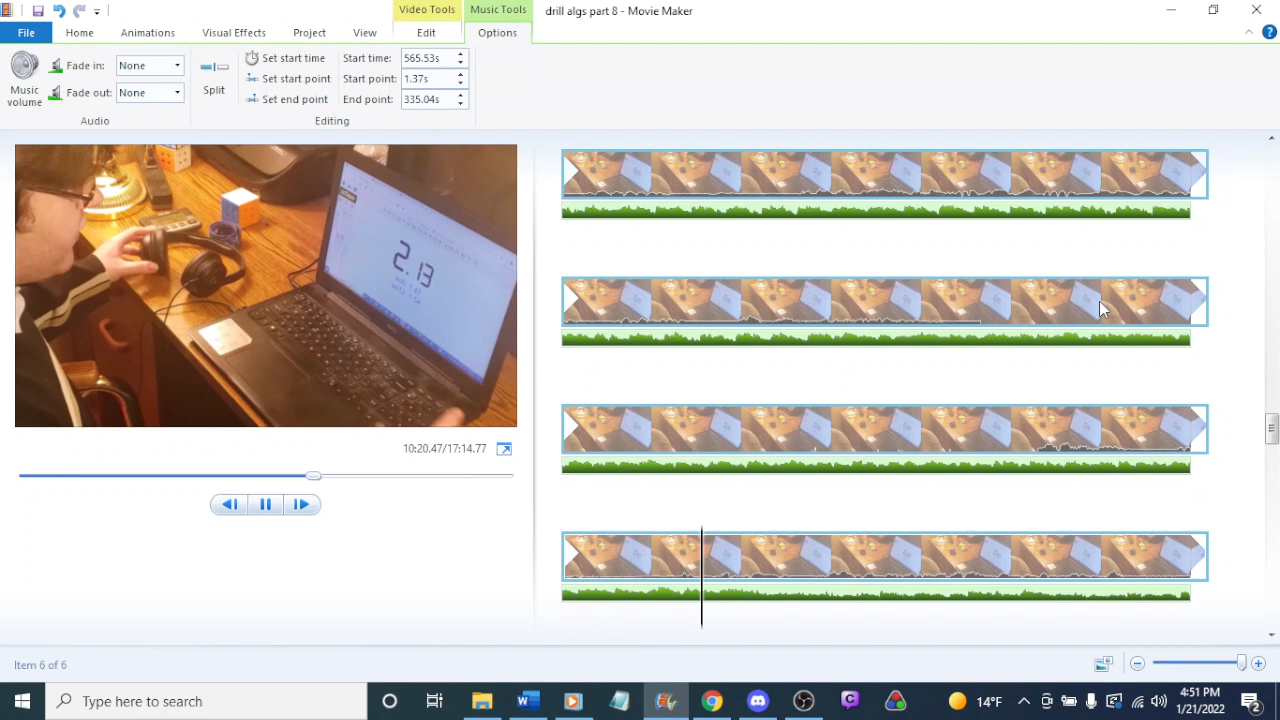 Video Tools
Music Tools
drill algs part 8 - Movie Maker
File
Home
Animations
Visual Effects
Project
View
Edit
Options
Music volume
Fade in:
None
Fade out:
None
Audio
Split
Set start time
Set start point
Set end point
Start time:
565.53s
Start point:
1.37s
End point:
335.04s
Editing
2.13
10:20.47/17:14.77
Item 6 of 6
Type here to search
14°F
4:51 PM
1/21/2022
2